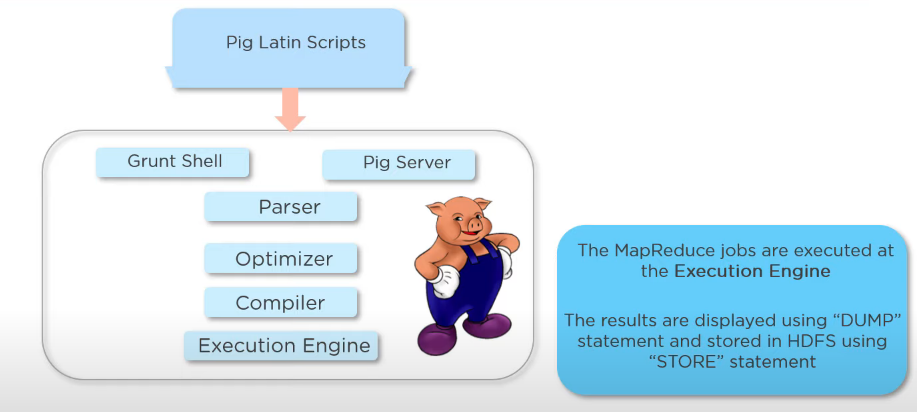 Pig Latin Scripts
Grunt Shell
Pig Server
Parser
Optimizer
Compiler
Execution Engine
The MapReduce jobs are executed at
the Execution Engine
The results are displayed using “DUMP”
statement and stored in HDFS using
“STORE” statement